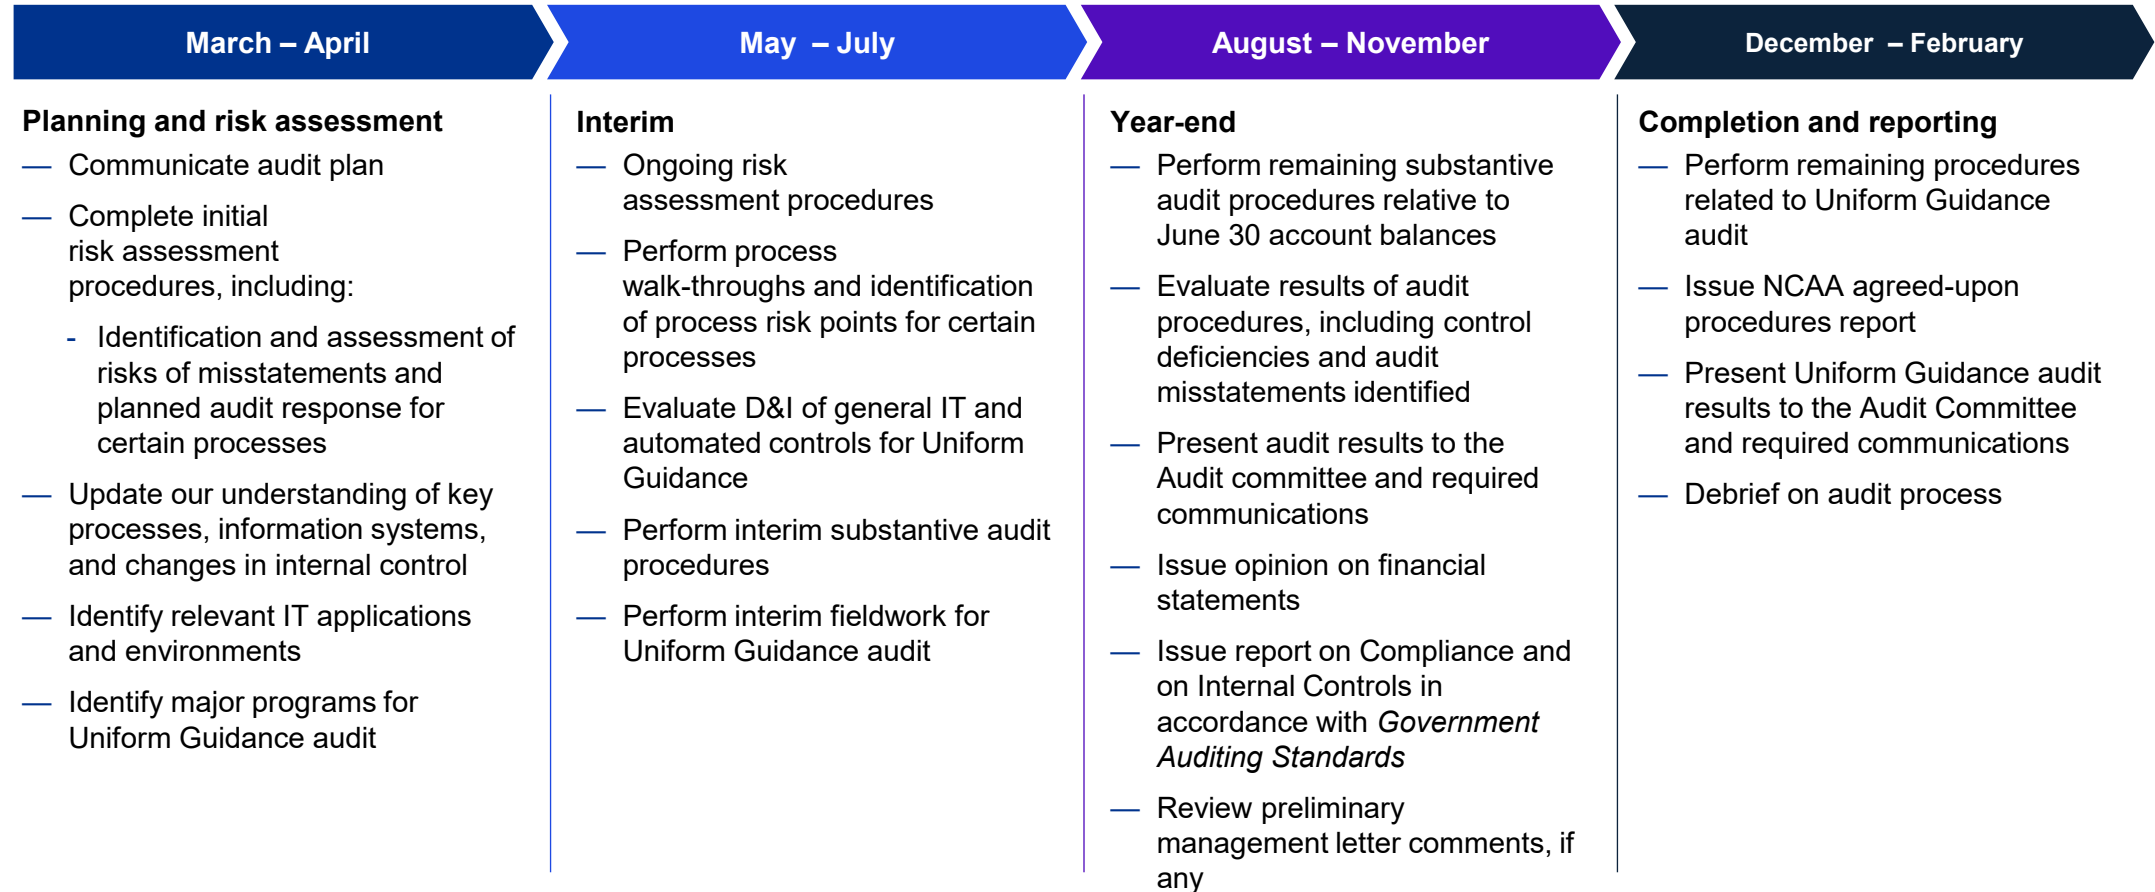 March – April
May – July
August – November
December – February
Planning and risk assessment
— Communicate audit plan
— Complete initial
risk assessment
procedures, including:
- Identification and assessment of
risks of misstatements and
planned audit response for
certain processes
— Update our understanding of key
processes, information systems,
and changes in internal control
— Identify relevant IT applications
and environments
— Identify major programs for
Uniform Guidance audit
Interim
— Ongoing risk
assessment procedures
— Perform process
walk-throughs and identification
of process risk points for certain
processes
— Evaluate D&I of general IT and
automated controls for Uniform
Guidance
— Perform interim substantive audit
procedures
— Perform interim fieldwork for
Uniform Guidance audit
Year-end
— Perform remaining substantive
audit procedures relative to
June 30 account balances
— Evaluate results of audit
procedures, including control
deficiencies and audit
misstatements identified
— Present audit results to the
Audit committee and required
communications
— Issue opinion on financial
statements
— Issue report on Compliance and
on Internal Controls in
accordance with Government
Auditing Standards
— Review preliminary
management letter comments, if
any
Completion and reporting
— Perform remaining procedures
related to Uniform Guidance
audit
— Issue NCAA agreed-upon
procedures report
— Present Uniform Guidance audit
results to the Audit Committee
and required communications
— Debrief on audit process